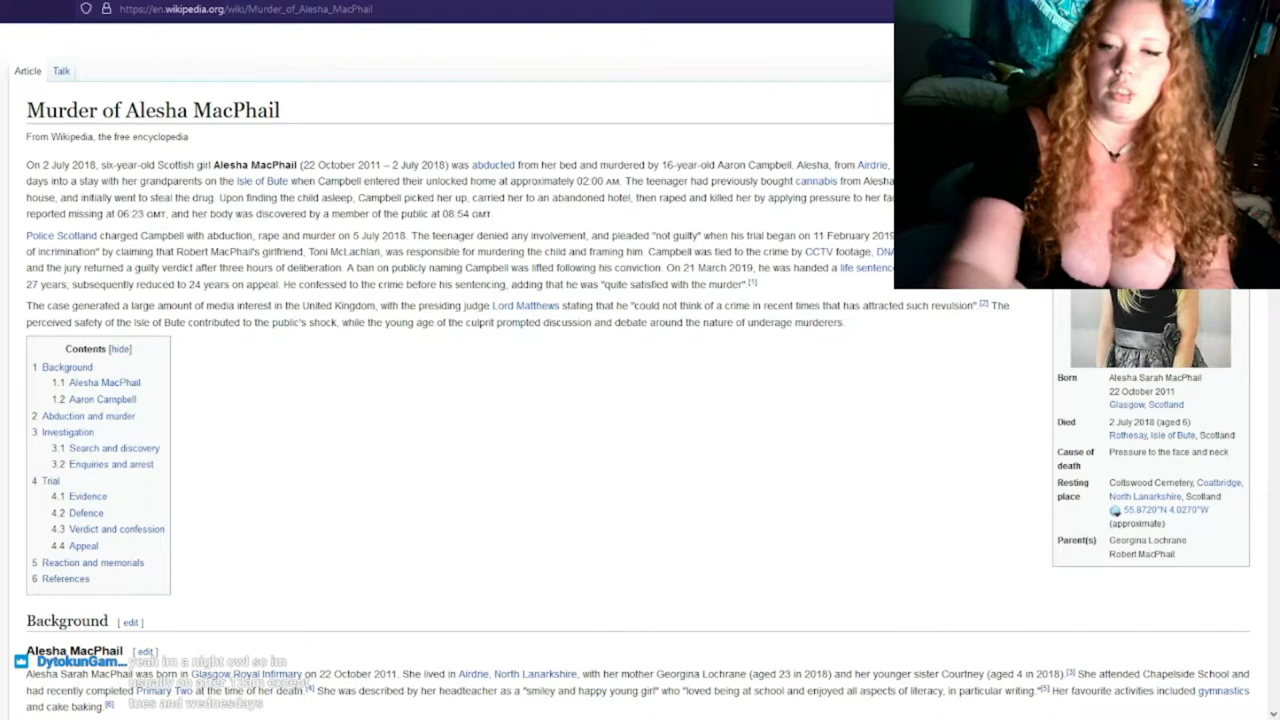 https://en.wikipedia.org/wiki/Murder_of_Alesha_MacPhail
Article Talk
Murder of Alesha MacPhail
From Wikipedia, the free encyclopedia
On 2 July 2018, six-year-old Scottish girl Alesha MacPhail (22 October 2011 – 2 July 2018) was abducted from her bed and murdered by 16-year-old Aaron Campbell. Alesha, from Airdrie,
days into a stay with her grandparents on the Isle of Bute when Campbell entered their unlocked home at approximately 02:00 AM. The teenager had previously bought cannabis from Alesha
house, and initially went to steal the drug. Upon finding the child asleep, Campbell picked her up, carried her to an abandoned hotel, then raped and killed her by applying pressure to her fac
reported missing at 06:23 GMT, and her body was discovered by a member of the public at 08:54 GMT.
Police Scotland charged Campbell with abduction, rape and murder on 5 July 2018. The teenager denied any involvement, and pleaded "not guilty" when his trial began on 11 February 2019
of incrimination" by claiming that Robert MacPhail's girlfriend, Toni McLachlan, was responsible for murdering the child and framing him. Campbell was tied to the crime by CCTV footage, DNA
and the jury returned a guilty verdict after three hours of deliberation. A ban on publicly naming Campbell was lifted following his conviction. On 21 March 2019, he was handed a life sentence
27 years, subsequently reduced to 24 years on appeal. He confessed to the crime before his sentencing, adding that he was "quite satisfied with the murder".[1]
The case generated a large amount of media interest in the United Kingdom, with the presiding judge Lord Matthews stating that he "could not think of a crime in recent times that has attracted such revulsion".[2] The
perceived safety of the Isle of Bute contributed to the public's shock, while the young age of the culprit prompted discussion and debate around the nature of underage murderers.
Contents [hide]
1 Background
1.1 Alesha MacPhail
1.2 Aaron Campbell
2 Abduction and murder
3 Investigation
3.1 Search and discovery
3.2 Enquiries and arrest
4 Trial
4.1 Evidence
4.2 Defence
4.3 Verdict and confession
4.4 Appeal
5 Reaction and memorials
6 References
Born Alesha Sarah MacPhail
22 October 2011
Glasgow, Scotland
Died 2 July 2018 (aged 6)
Rothesay, Isle of Bute, Scotland
Cause of death Pressure to the face and neck
Resting place Coltswood Cemetery, Coatbridge,
North Lanarkshire, Scotland
55.8720°N 4.0270°W
(approximate)
Parent(s) Georgina Lochrane
Robert MacPhail
Background [ edit ]
Alesha MacPhail [ edit ]
DytokunGam... yeah im a night owl so im
usually on after 12am except
tues and wednesdays
Alesha Sarah MacPhail was born in Glasgow Royal Infirmary on 22 October 2011. She lived in Airdrie, North Lanarkshire, with her mother Georgina Lochrane (aged 23 in 2018) and her younger sister Courtney (aged 4 in 2018).[3] She attended Chapelside School and
had recently completed Primary Two at the time of her death.[4] She was described by her headteacher as a "smiley and happy young girl" who "loved being at school and enjoyed all aspects of literacy, in particular writing."[5] Her favourite activities included gymnastics
and cake baking.[6]